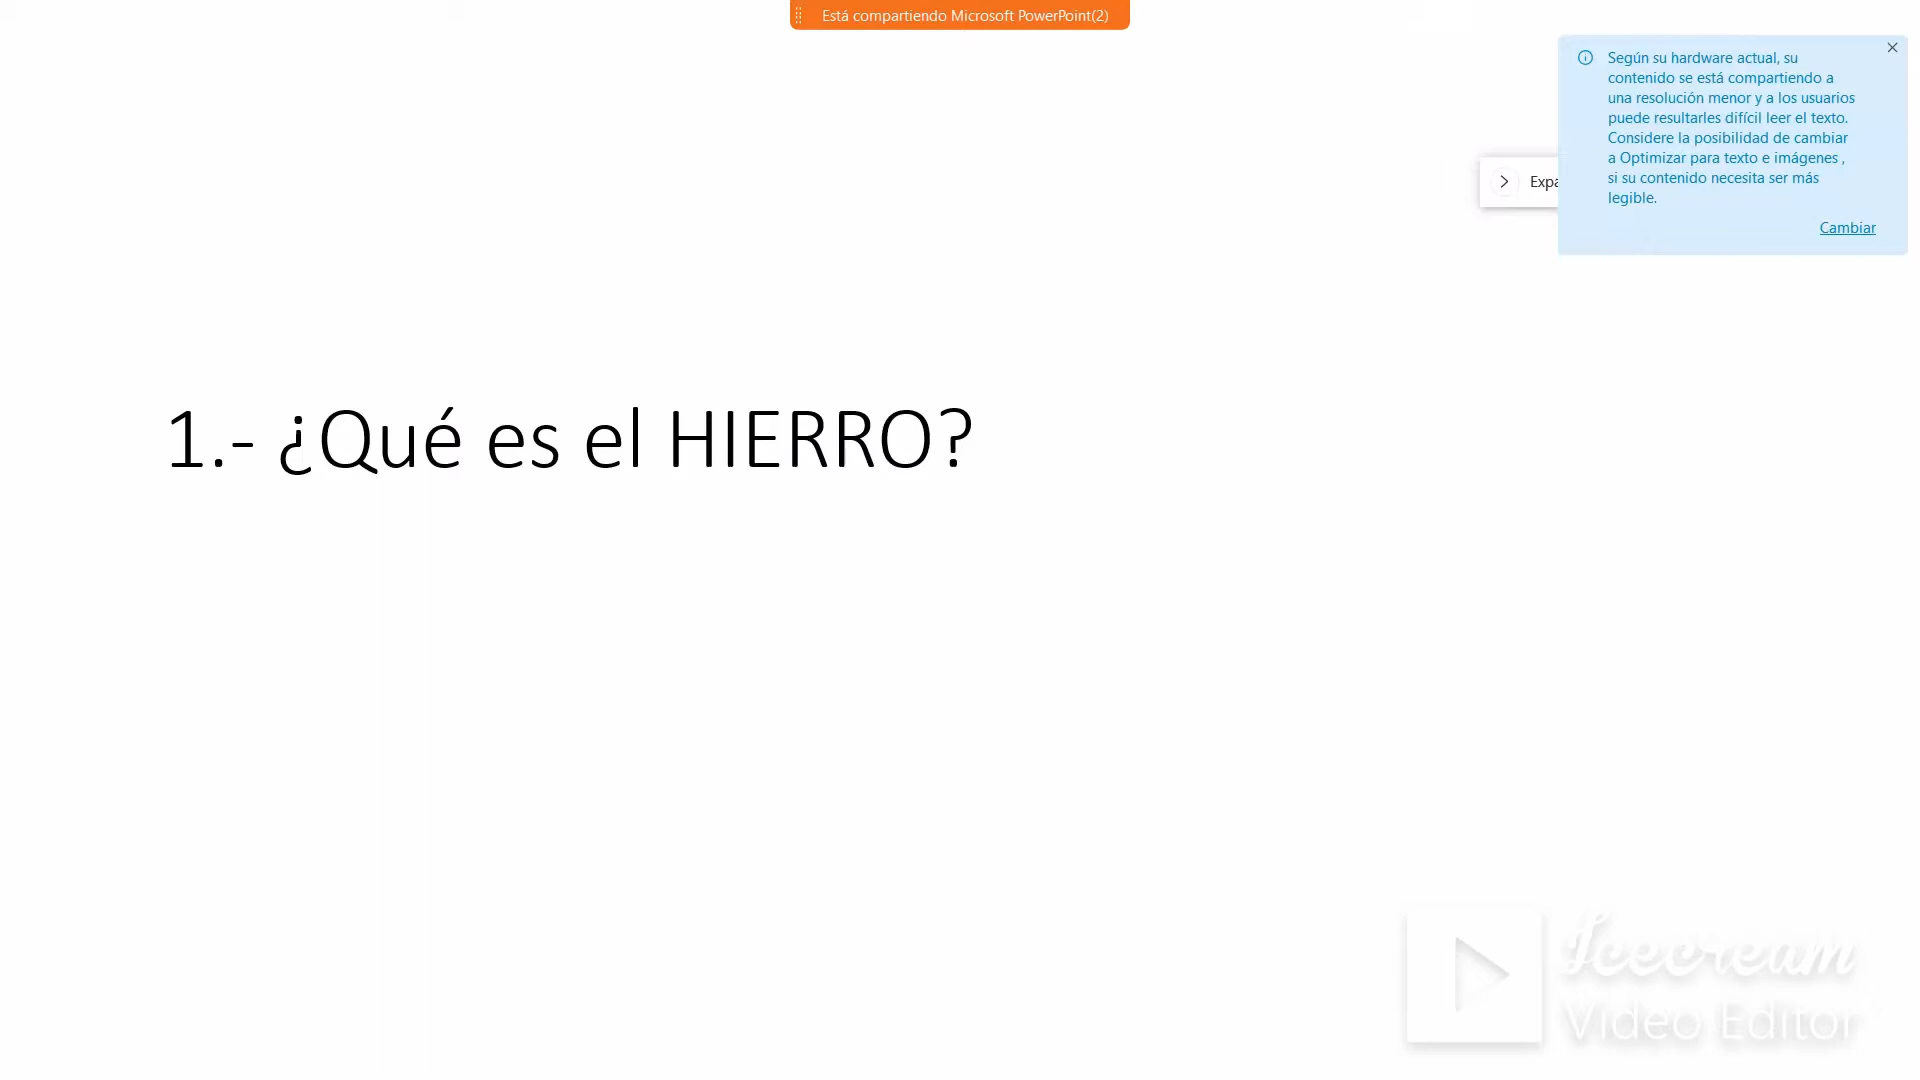 Está compartiendo Microsoft PowerPoint(2)
Según su hardware actual, su
contenido se está compartiendo a
una resolución menor y a los usuarios
puede resultarles difícil leer el texto.
Considere la posibilidad de cambiar
a Optimizar para texto e imágenes ,
si su contenido necesita ser más
legible.
Cambiar
Expa
1.- ¿Qué es el HIERRO?
Icecream
Video Editor